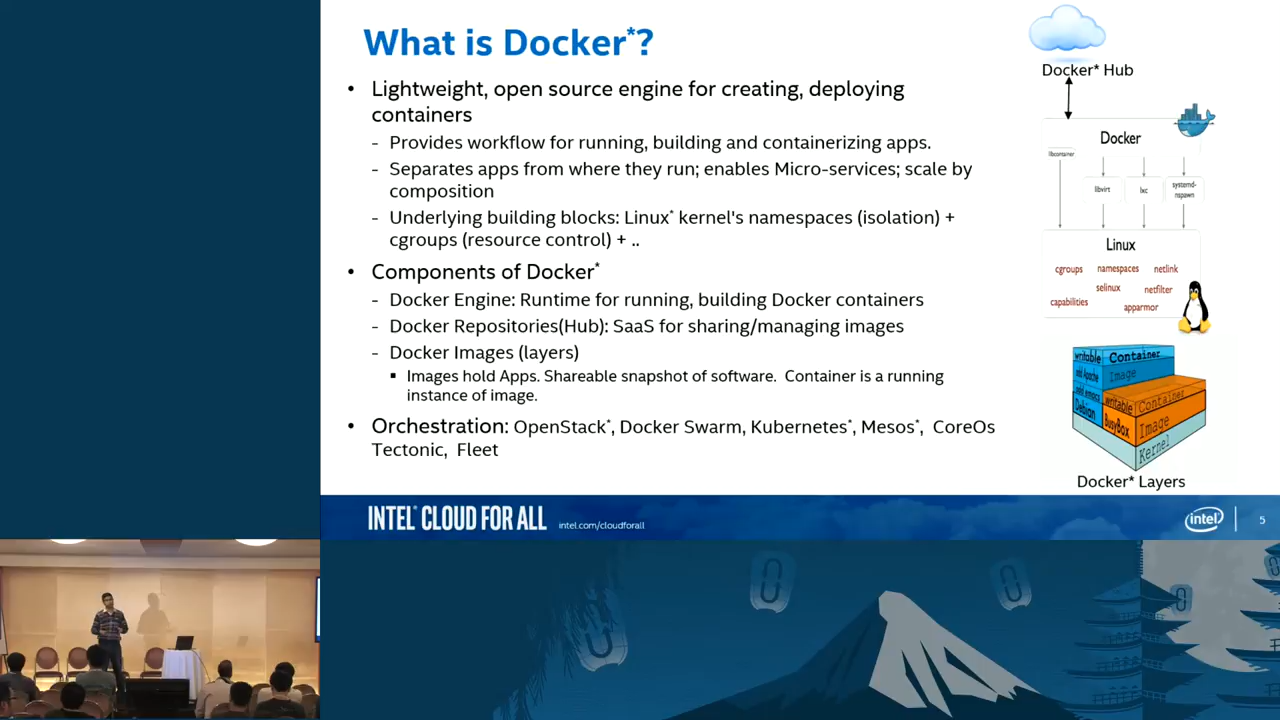 What is Docker*?
• Lightweight, open source engine for creating, deploying
containers
- Provides workflow for running, building and containerizing apps.
- Separates apps from where they run; enables Micro-services; scale by
composition
- Underlying building blocks: Linux* kernel's namespaces (isolation) +
cgroups (resource control) + ..
• Components of Docker*
- Docker Engine: Runtime for running, building Docker containers
- Docker Repositories(Hub): SaaS for sharing/managing images
- Docker Images (layers)
▪ Images hold Apps. Shareable snapshot of software. Container is a running
instance of image.
• Orchestration: OpenStack*, Docker Swarm, Kubernetes*, Mesos*, CoreOs
Tectonic, Fleet
Docker* Hub
Docker
libcontainer
libvirt
lxc
systemd-
nspawn
Linux
cgroups namespaces netlink
selinux netfilter
capabilities apparmor
writable Container
add Apache Image
add emacs
Debian
writable Container
BusyBox Image
Kernel
Docker* Layers
INTEL® CLOUD FOR ALL intel.com/cloudforall
intel
5